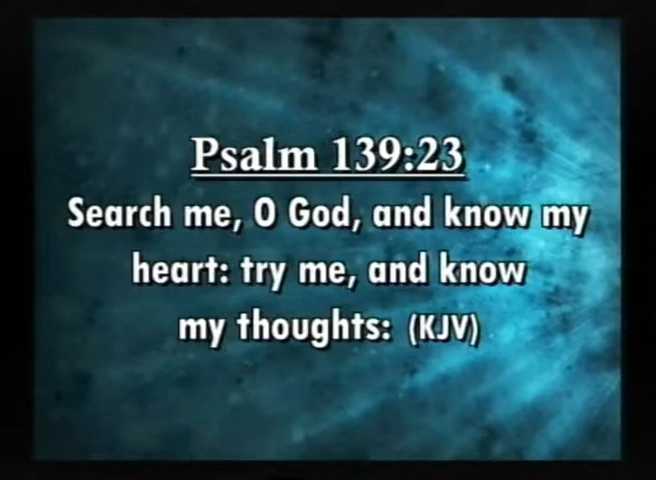 Psalm 139:23
Search me, O God, and know my
heart: try me, and know
my thoughts: (KJV)